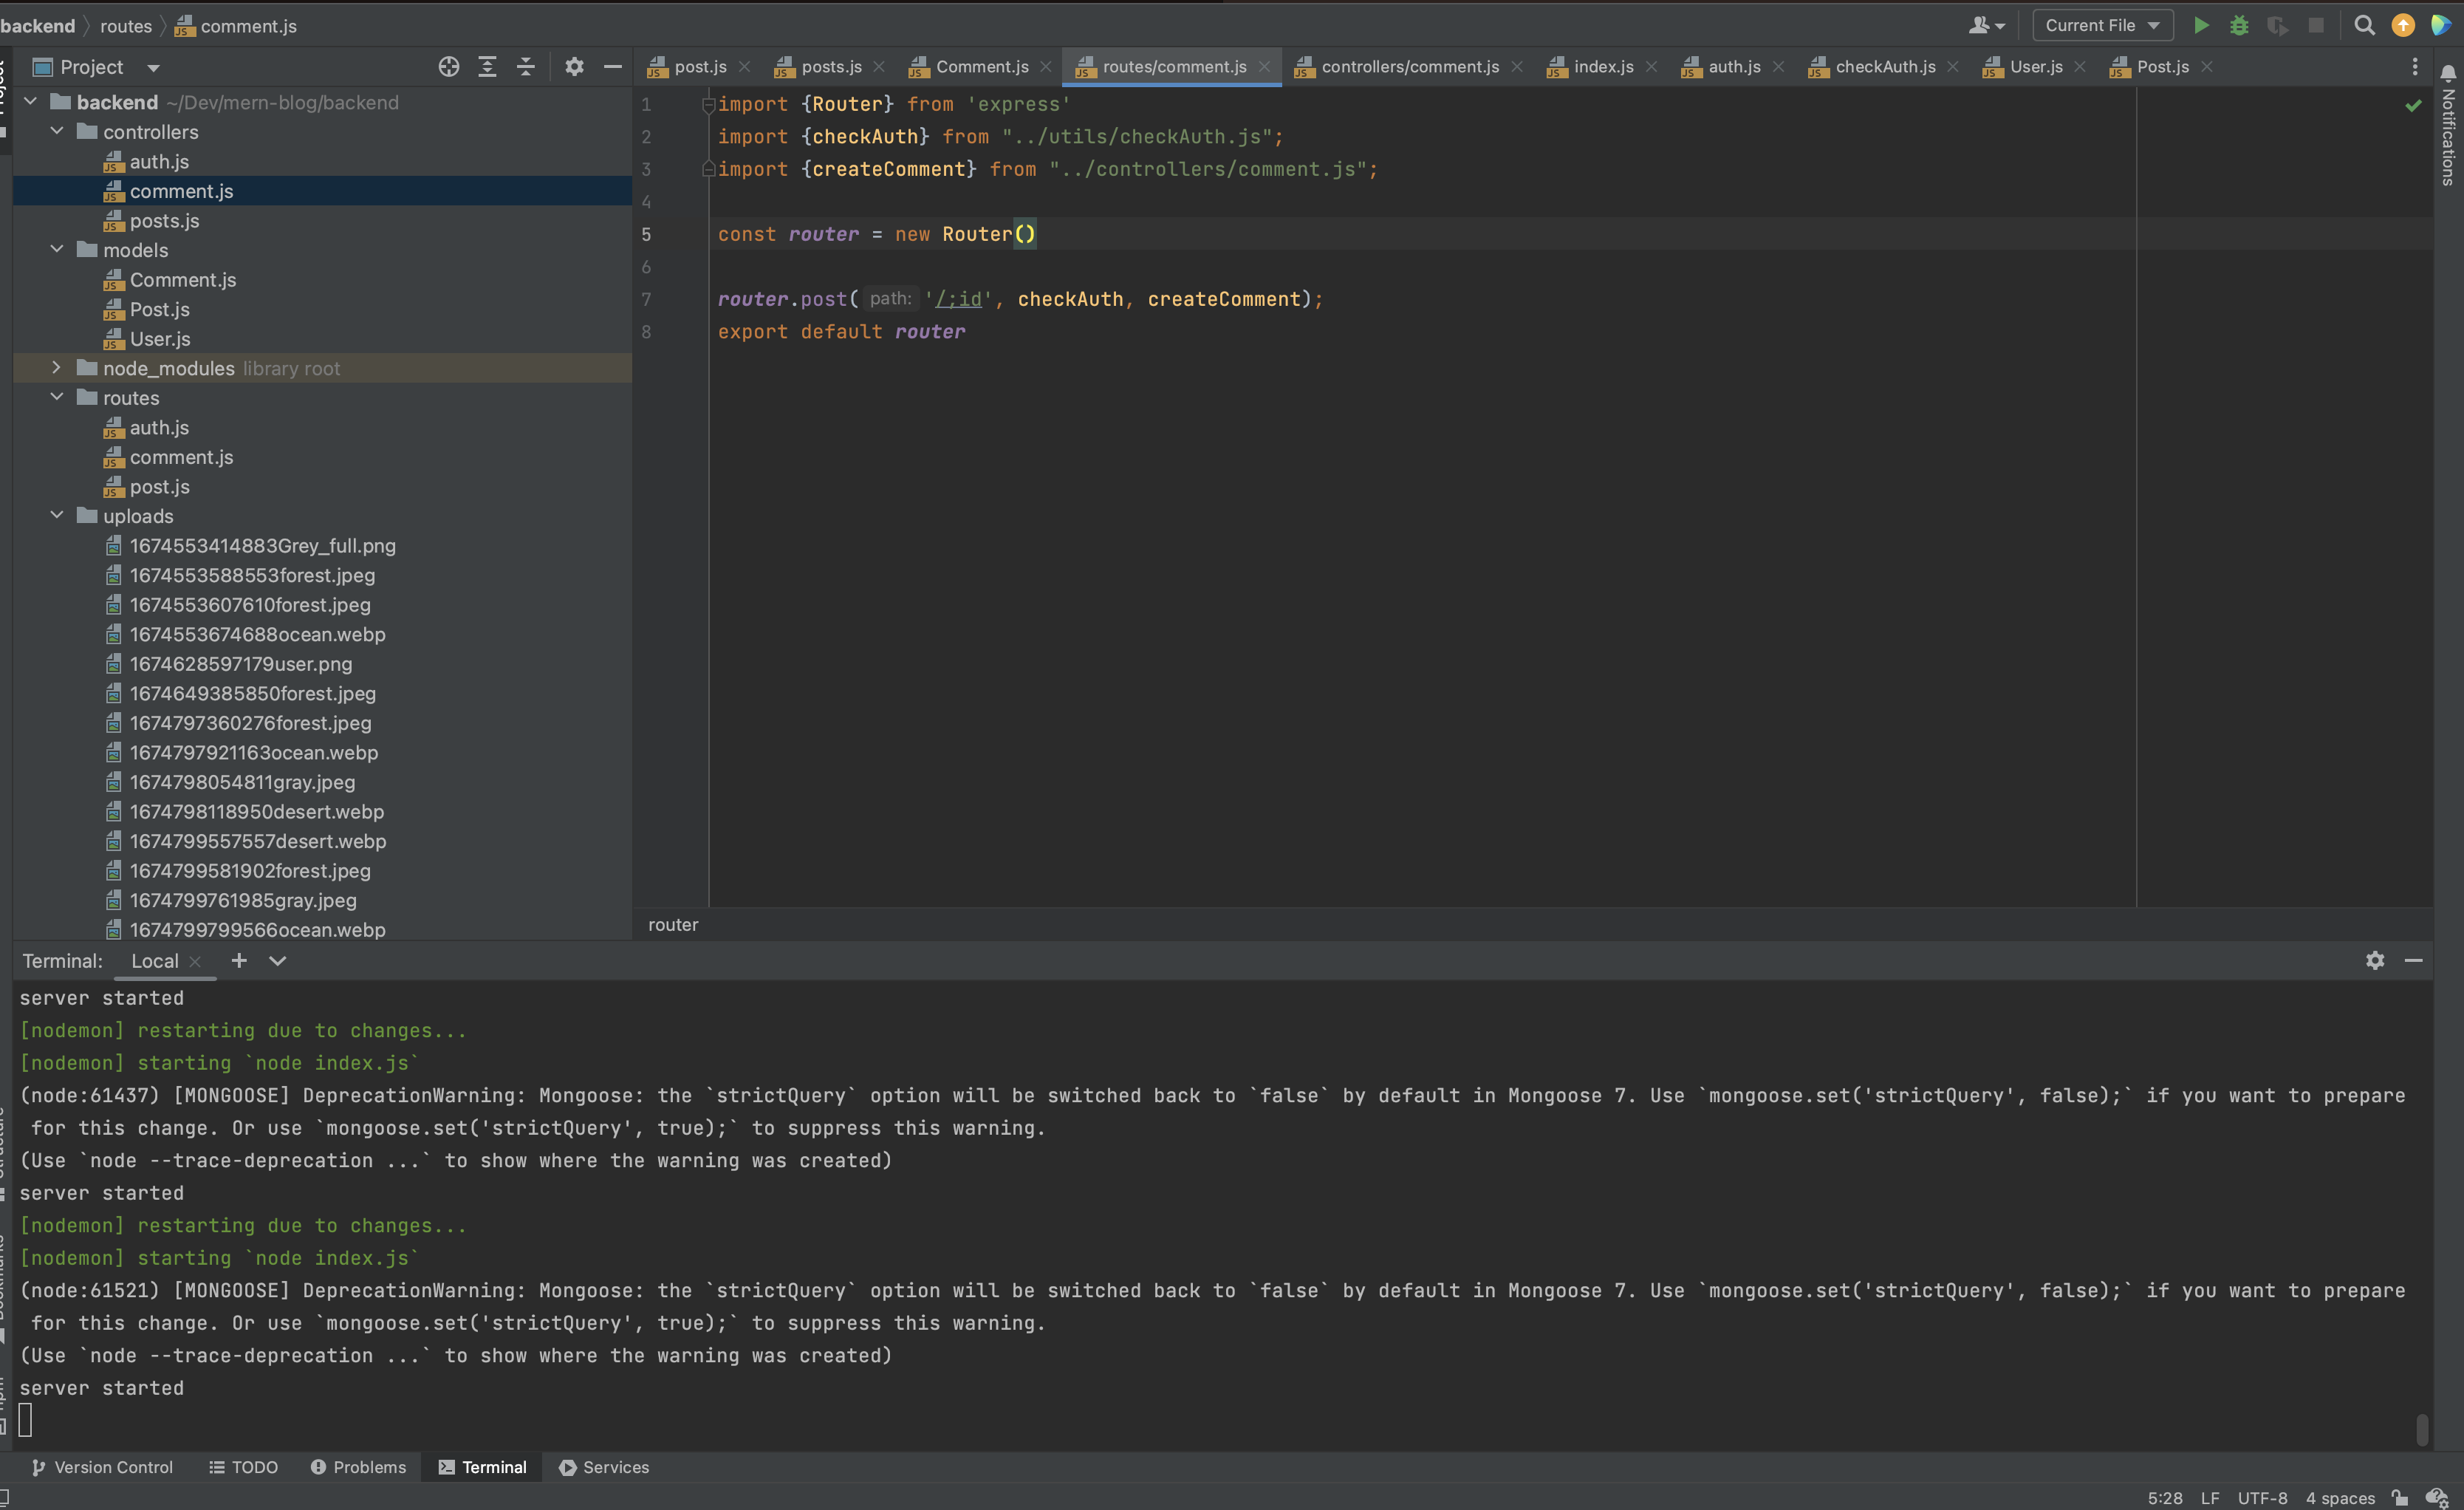 backend routes comment.js
Current File
Project
post.js posts.js Comment.js routes/comment.js controllers/comment.js index.js auth.js checkAuth.js User.js Post.js
Notifications
backend ~/Dev/mern-blog/backend
controllers
auth.js
comment.js
posts.js
models
Comment.js
Post.js
User.js
node_modules library root
routes
auth.js
comment.js
post.js
uploads
1674553414883Grey_full.png
1674553588553forest.jpeg
1674553607610forest.jpeg
1674553674688ocean.webp
1674628597179user.png
1674649385850forest.jpeg
1674797360276forest.jpeg
1674797921163ocean.webp
1674798054811gray.jpeg
1674798118950desert.webp
1674799557557desert.webp
1674799581902forest.jpeg
1674799761985gray.jpeg
1674799799566ocean.webp
1 import {Router} from 'express'
2 import {checkAuth} from "../utils/checkAuth.js";
3 import {createComment} from "../controllers/comment.js";
4
5 const router = new Router()
6
7 router.post( path: '/;id', checkAuth, createComment);
8 export default router
router
Terminal: Local
server started
[nodemon] restarting due to changes...
[nodemon] starting `node index.js`
(node:61437) [MONGOOSE] DeprecationWarning: Mongoose: the `strictQuery` option will be switched back to `false` by default in Mongoose 7. Use `mongoose.set('strictQuery', false);` if you want to prepare
for this change. Or use `mongoose.set('strictQuery', true);` to suppress this warning.
(Use `node --trace-deprecation ...` to show where the warning was created)
server started
[nodemon] restarting due to changes...
[nodemon] starting `node index.js`
(node:61521) [MONGOOSE] DeprecationWarning: Mongoose: the `strictQuery` option will be switched back to `false` by default in Mongoose 7. Use `mongoose.set('strictQuery', false);` if you want to prepare
for this change. Or use `mongoose.set('strictQuery', true);` to suppress this warning.
(Use `node --trace-deprecation ...` to show where the warning was created)
server started
Version Control TODO Problems Terminal Services
5:28 LF UTF-8 4 spaces